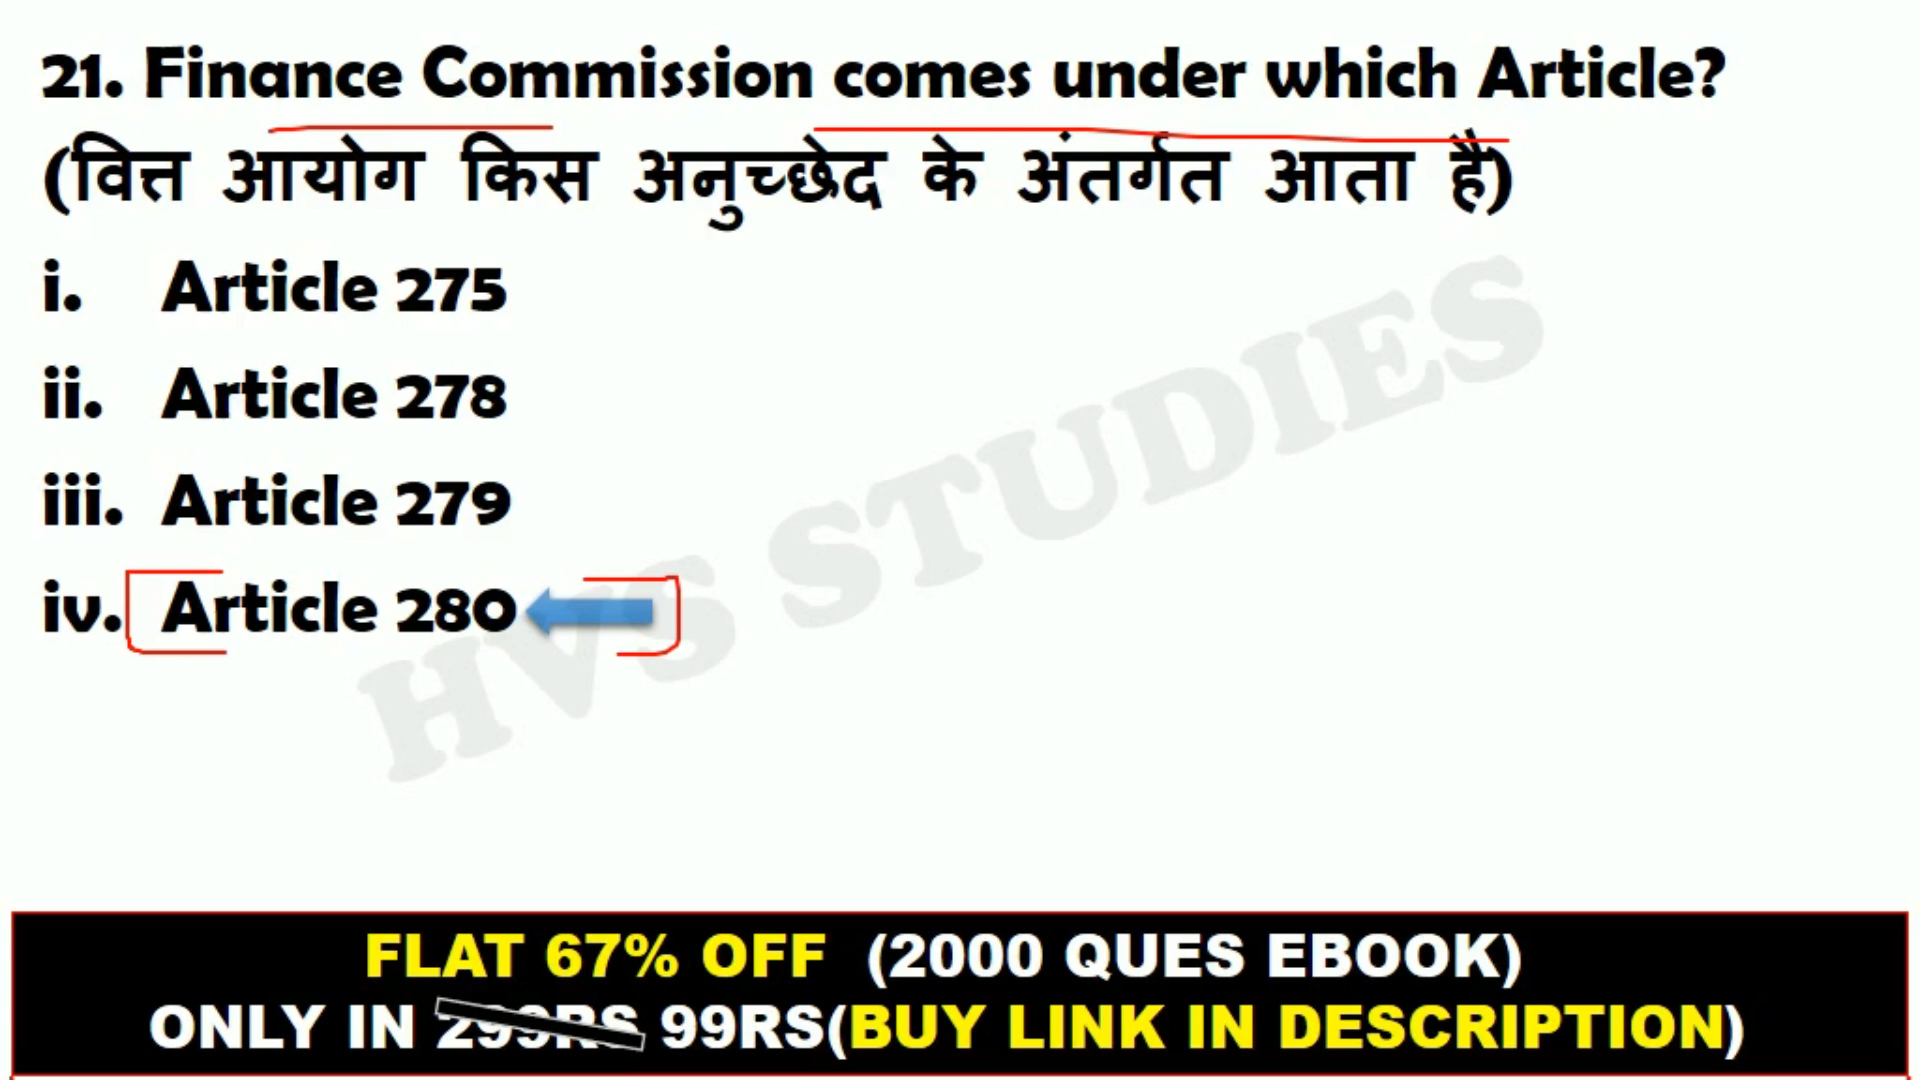 21. Finance Commission comes under which Article?
(वित्त आयोग किस अनुच्छेद के अंतर्गत आता है)
i. Article 275
ii. Article 278
iii. Article 279
iv. Article 280
HVS STUDIES
FLAT 67% OFF (2000 QUES EBOOK)
ONLY IN 299RS 99RS(BUY LINK IN DESCRIPTION)